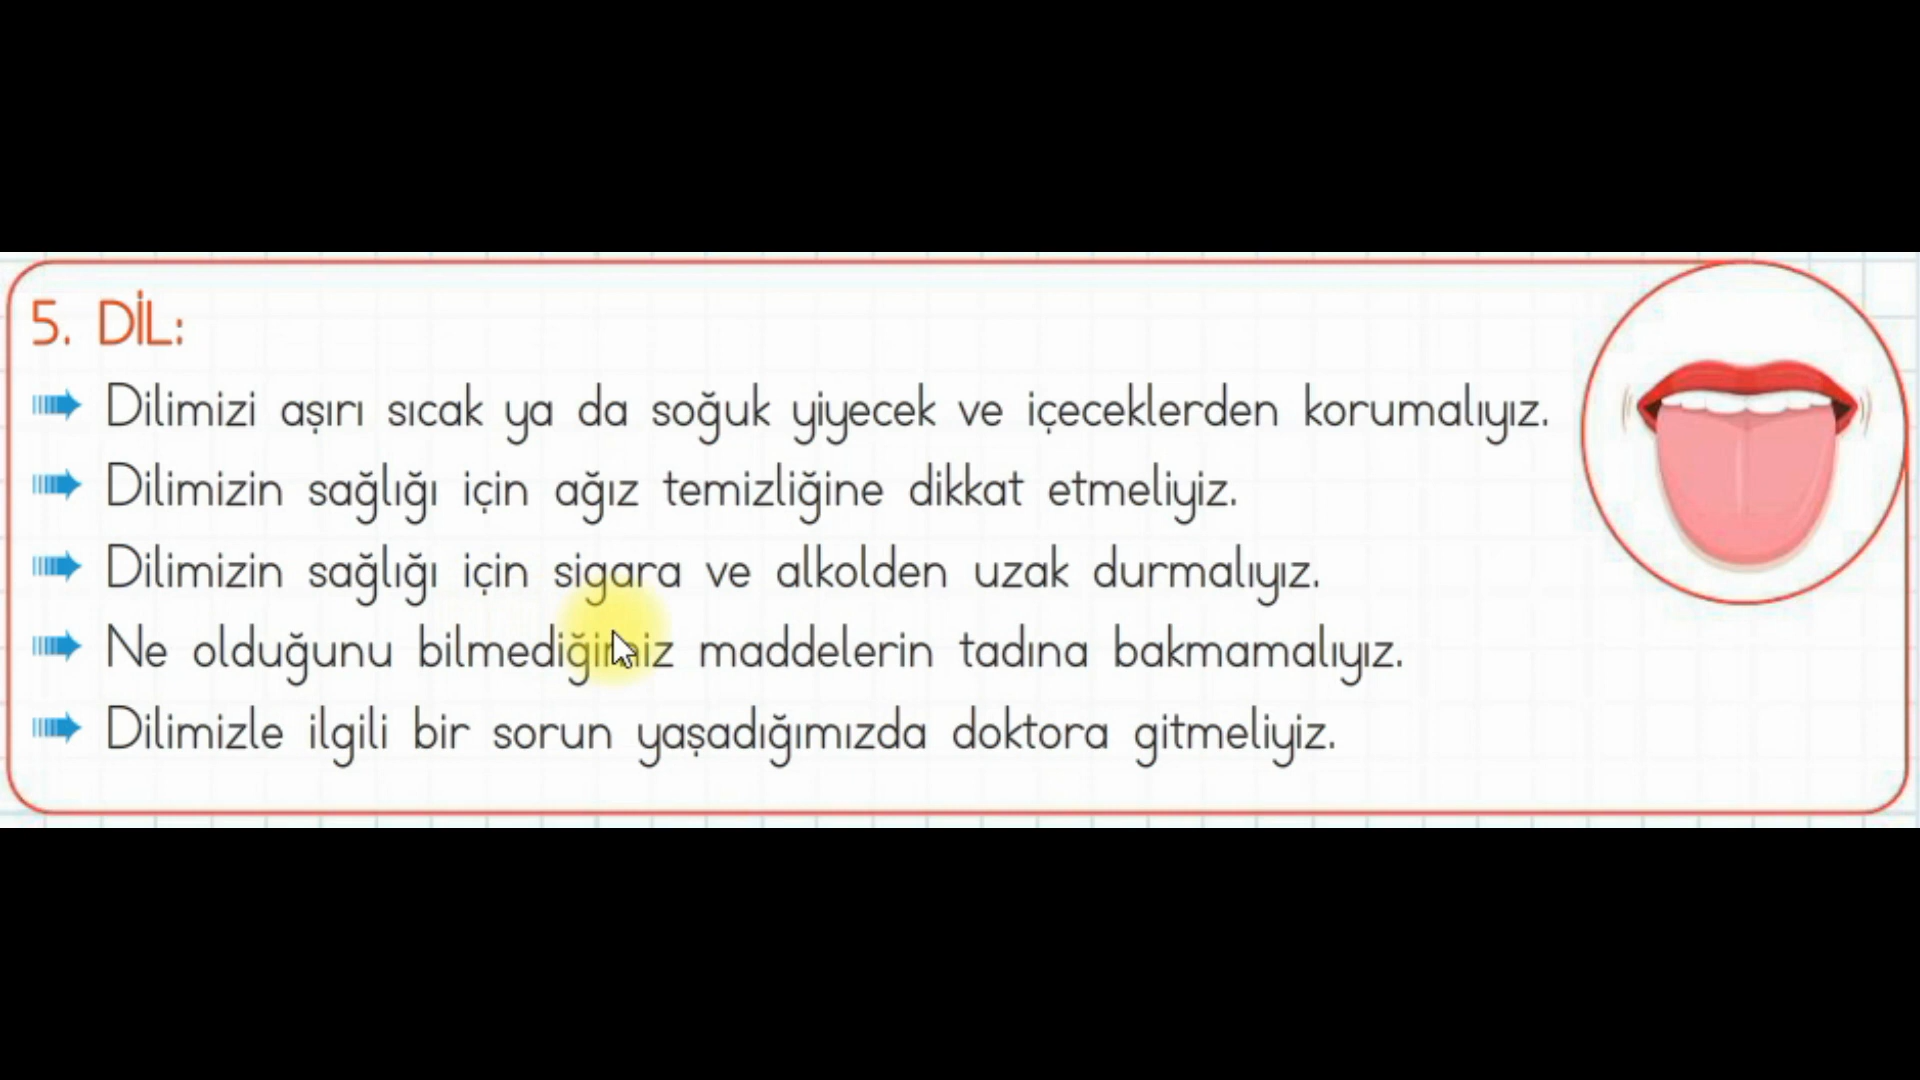 5. DİL:
Dilimizi aşırı sıcak ya da soğuk yiyecek ve içeceklerden korumalıyız.
Dilimizin sağlığı için ağız temizliğine dikkat etmeliyiz.
Dilimizin sağlığı için sigara ve alkolden uzak durmalıyız.
Ne olduğunu bilmediğimiz maddelerin tadına bakmamalıyız.
Dilimizle ilgili bir sorun yaşadığımızda doktora gitmeliyiz.